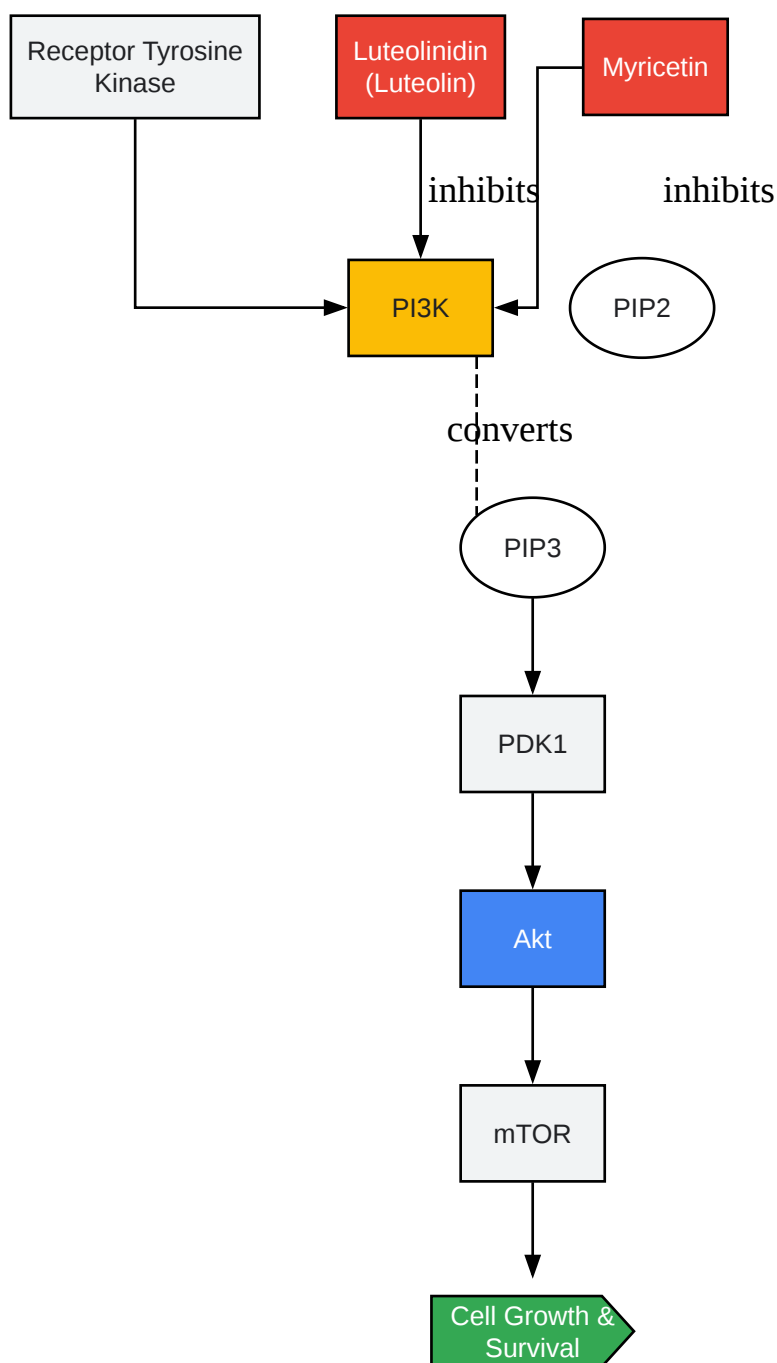 Receptor Tyrosine
Kinase
Luteolinidin
(Luteolin)
Myricetin
inhibits
inhibits
PI3K
PIP2
converts
PIP3
PDK1
Akt
mTOR
Cell Growth &
Survival